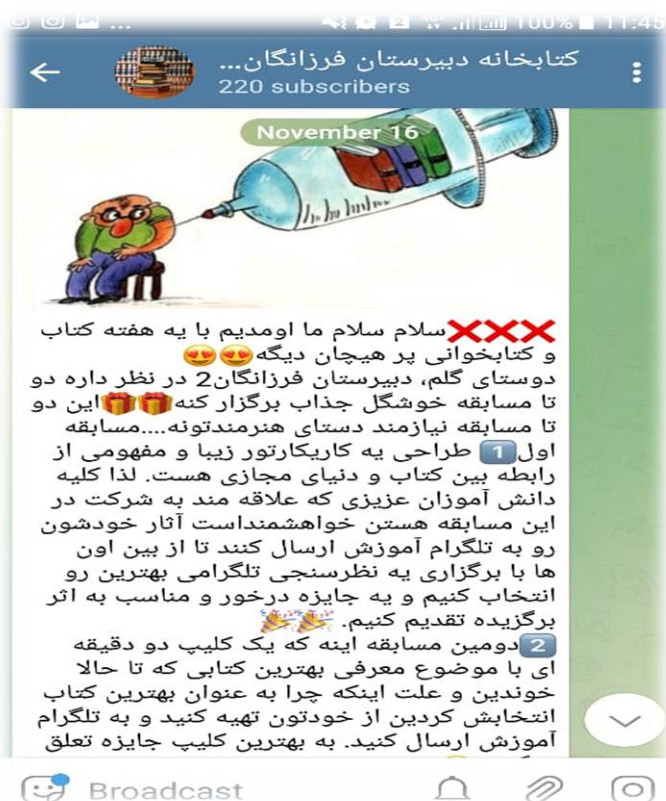 100% 11:45
کتابخانه دبیرستان فرزانگان...
220 subscribers
November 16
❌❌❌سلام سلام ما اومدیم با یه هفته کتاب
و کتابخوانی پر هیجان دیگه😍😍
دوستای گلم، دبیرستان فرزانگان2 در نظر داره دو
تا مسابقه خوشگل جذاب برگزار کنه🎁🎁این دو
تا مسابقه نیازمند دستای هنرمندتونه....مسابقه
اول1️⃣ طراحی یه کاریکارتور زیبا و مفهومی از
رابطه بین کتاب و دنیای مجازی هست. لذا کلیه
دانش آموزان عزیزی که علاقه مند به شرکت در
این مسابقه هستن خواهشمنداست آثار خودشون
رو به تلگرام آموزش ارسال کنند تا از بین اون
ها با برگزاری یه نظرسنجی تلگرامی بهترین رو
انتخاب کنیم و یه جایزه درخور و مناسب به اثر
برگزیده تقدیم کنیم. 🎉🎉
2️⃣دومین مسابقه اینه که یک کلیپ دو دقیقه
ای با موضوع معرفی بهترین کتابی که تا حالا
خوندین و علت اینکه چرا به عنوان بهترین کتاب
انتخابش کردین از خودتون تهیه کنید و به تلگرام
آموزش ارسال کنید. به بهترین کلیپ جایزه تعلق
Broadcast